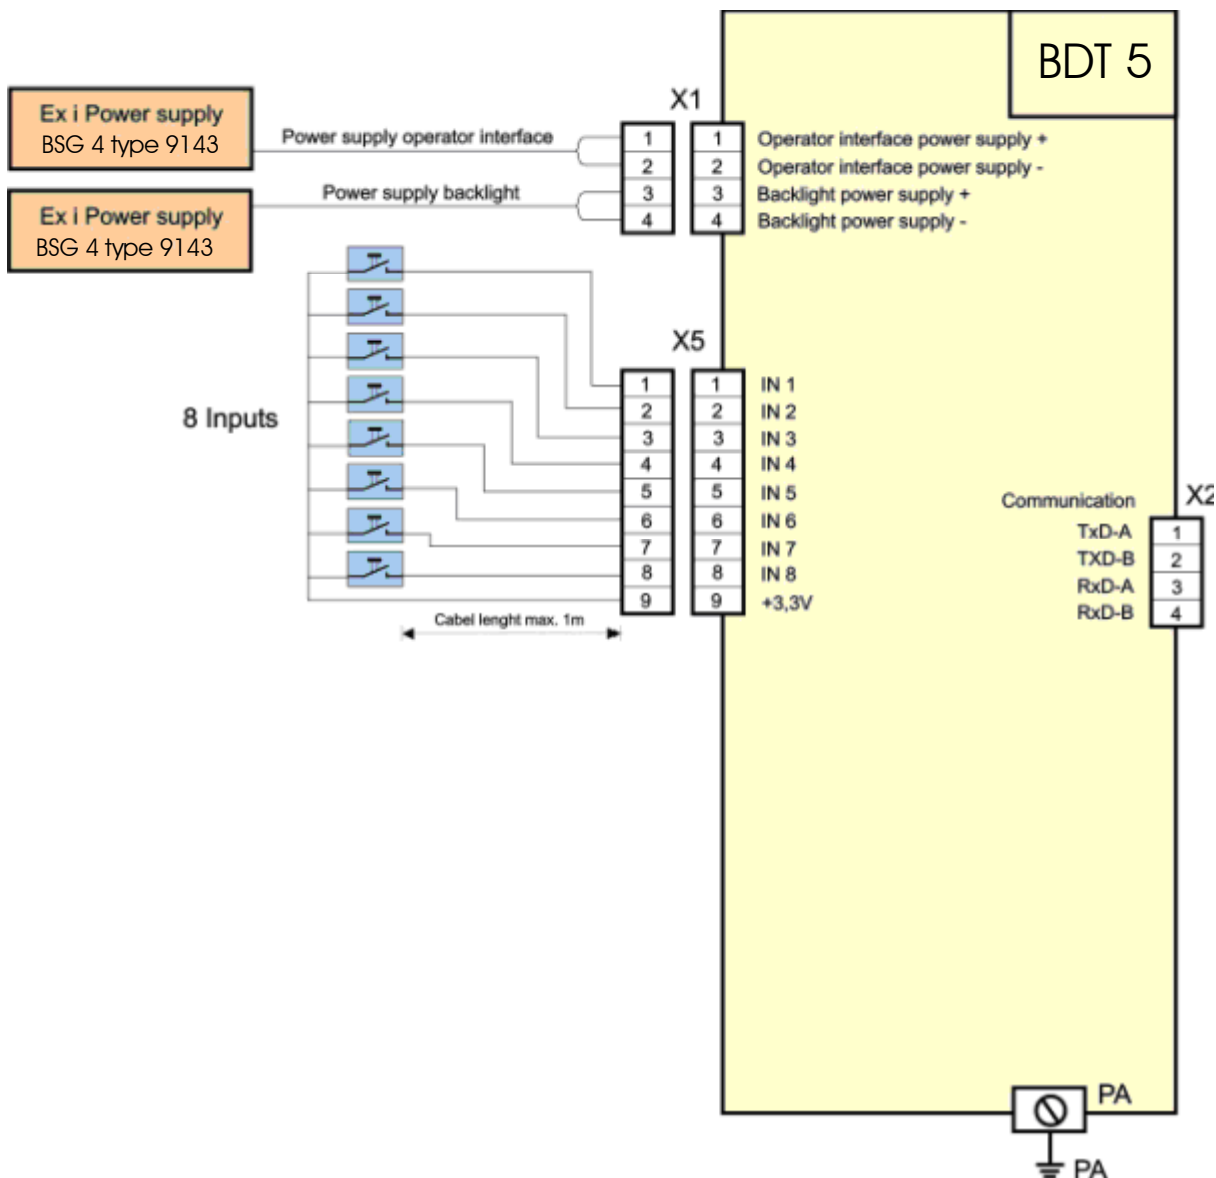 BDT 5
Ex i Power supply
BSG 4 type 9143
Ex i Power supply
BSG 4 type 9143
Power supply operator interface
Power supply backlight
X1
1 1 Operator interface power supply +
2 2 Operator interface power supply -
3 3 Backlight power supply +
4 4 Backlight power supply -
8 Inputs
X5
1 1 IN 1
2 2 IN 2
3 3 IN 3
4 4 IN 4
5 5 IN 5
6 6 IN 6
7 7 IN 7
8 8 IN 8
9 9 +3,3V
Cabel lenght max. 1m
X2
Communication
TxD-A 1
TXD-B 2
RxD-A 3
RxD-B 4
PA
PA